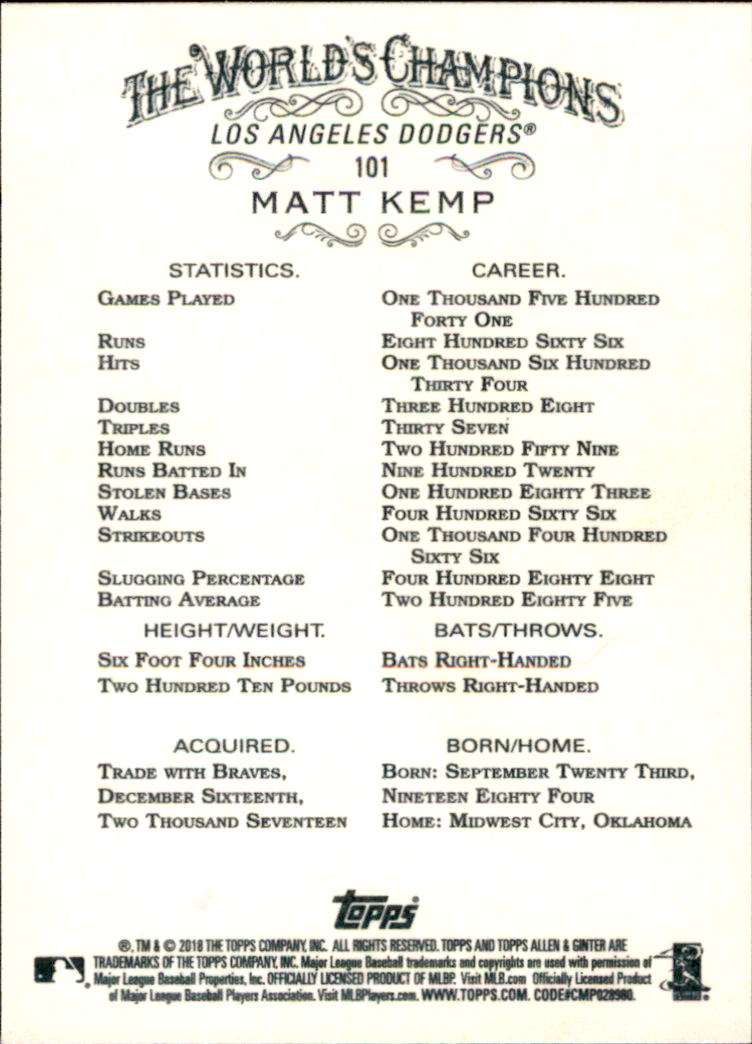 THE WORLD'S CHAMPIONS
LOS ANGELES DODGERS®
101
MATT KEMP
STATISTICS. CAREER.
GAMES PLAYED ONE THOUSAND FIVE HUNDRED
FORTY ONE
RUNS EIGHT HUNDRED SIXTY SIX
HITS ONE THOUSAND SIX HUNDRED
THIRTY FOUR
DOUBLES THREE HUNDRED EIGHT
TRIPLES THIRTY SEVEN
HOME RUNS TWO HUNDRED FIFTY NINE
RUNS BATTED IN NINE HUNDRED TWENTY
STOLEN BASES ONE HUNDRED EIGHTY THREE
WALKS FOUR HUNDRED SIXTY SIX
STRIKEOUTS ONE THOUSAND FOUR HUNDRED
SIXTY SIX
SLUGGING PERCENTAGE FOUR HUNDRED EIGHTY EIGHT
BATTING AVERAGE TWO HUNDRED EIGHTY FIVE
HEIGHT/WEIGHT. BATS/THROWS.
SIX FOOT FOUR INCHES BATS RIGHT-HANDED
TWO HUNDRED TEN POUNDS THROWS RIGHT-HANDED
ACQUIRED. BORN/HOME.
TRADE WITH BRAVES, BORN: SEPTEMBER TWENTY THIRD,
DECEMBER SIXTEENTH, NINETEEN EIGHTY FOUR
TWO THOUSAND SEVENTEEN HOME: MIDWEST CITY, OKLAHOMA
topps®
®, TM & © 2018 THE TOPPS COMPANY, INC. ALL RIGHTS RESERVED. TOPPS AND TOPPS ALLEN & GINTER ARE
TRADEMARKS OF THE TOPPS COMPANY, INC. Major League Baseball trademarks and copyrights are used with permission of
Major League Baseball Properties, Inc. OFFICIALLY LICENSED PRODUCT OF MLBP. Visit MLB.com Officially Licensed Product
of Major League Baseball Players Association. Visit MLBPlayers.com. WWW.TOPPS.COM. CODE#CMP028980.